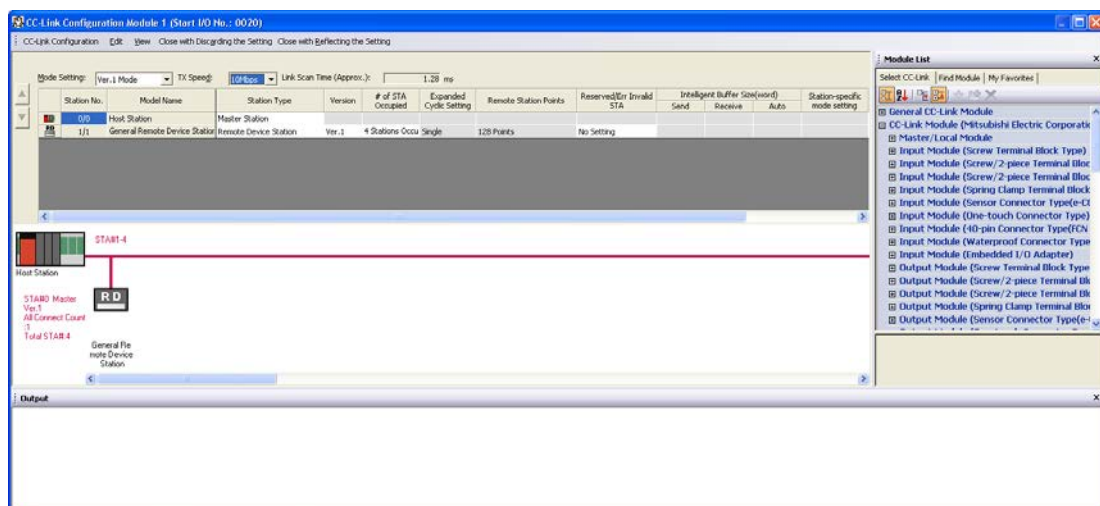 CC-Link Configuration Module 1 (Start I/O No.: 0020)
CC-Link Configuration Edit View Close with Discarding the Setting Close with Reflecting the Setting
Mode Setting: Ver.1 Mode TX Speed: 10Mbps Link Scan Time (Approx.): 1.28 ms
Station No. Model Name Station Type Version # of STA Occupied Expanded Cyclic Setting Remote Station Points Reserved/Err Invalid STA Intelligent Buffer Size(word) Send Receive Auto Station-specific mode setting
0/0 Host Station Master Station
1/1 General Remote Device Station Remote Device Station Ver.1 4 Stations Occu Single 128 Points No Setting
STA#1-4
Host Station
STA#0 Master
Ver.1
All Connect Count
:1
Total STA#:4
RD
General Re
mote Device
Station
Module List X
Select CC-Link Find Module My Favorites
General CC-Link Module
CC-Link Module (Mitsubishi Electric Corporatic
Master/Local Module
Input Module (Screw Terminal Block Type)
Input Module (Screw/2-piece Terminal Bloc
Input Module (Screw/2-piece Terminal Bloc
Input Module (Spring Clamp Terminal Block
Input Module (Sensor Connector Type(e-CO
Input Module (One-touch Connector Type)
Input Module (40-pin Connector Type(FCN
Input Module (Waterproof Connector Type
Input Module (Embedded I/O Adapter)
Output Module (Screw Terminal Block Type
Output Module (Screw/2-piece Terminal Blo
Output Module (Screw/2-piece Terminal Blo
Output Module (Spring Clamp Terminal Bloc
Output Module (Sensor Connector Type(e-
Output X